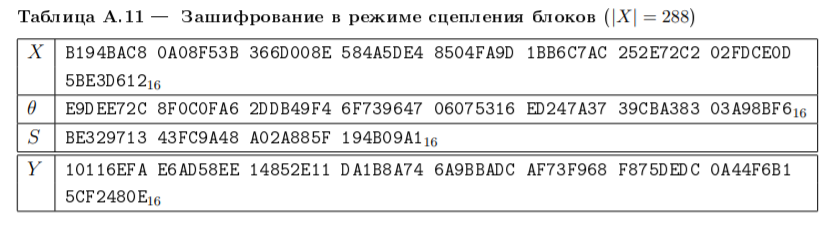 Таблица А.11 — Зашифрование в режиме сцепления блоков (|X| = 288)
X B194BAC8 0A08F53B 366D008E 584A5DE4 8504FA9D 1BB6C7AC 252E72C2 02FDCE0D
5BE3D612₁₆
θ E9DEE72C 8F0C0FA6 2DDB49F4 6F739647 06075316 ED247A37 39CBA383 03A98BF6₁₆
S BE329713 43FC9A48 A02A885F 194B09A1₁₆
Y 10116EFA E6AD58EE 14852E11 DA1B8A74 6A9BBADC AF73F968 F875DEDC 0A44F6B1
5CF2480E₁₆